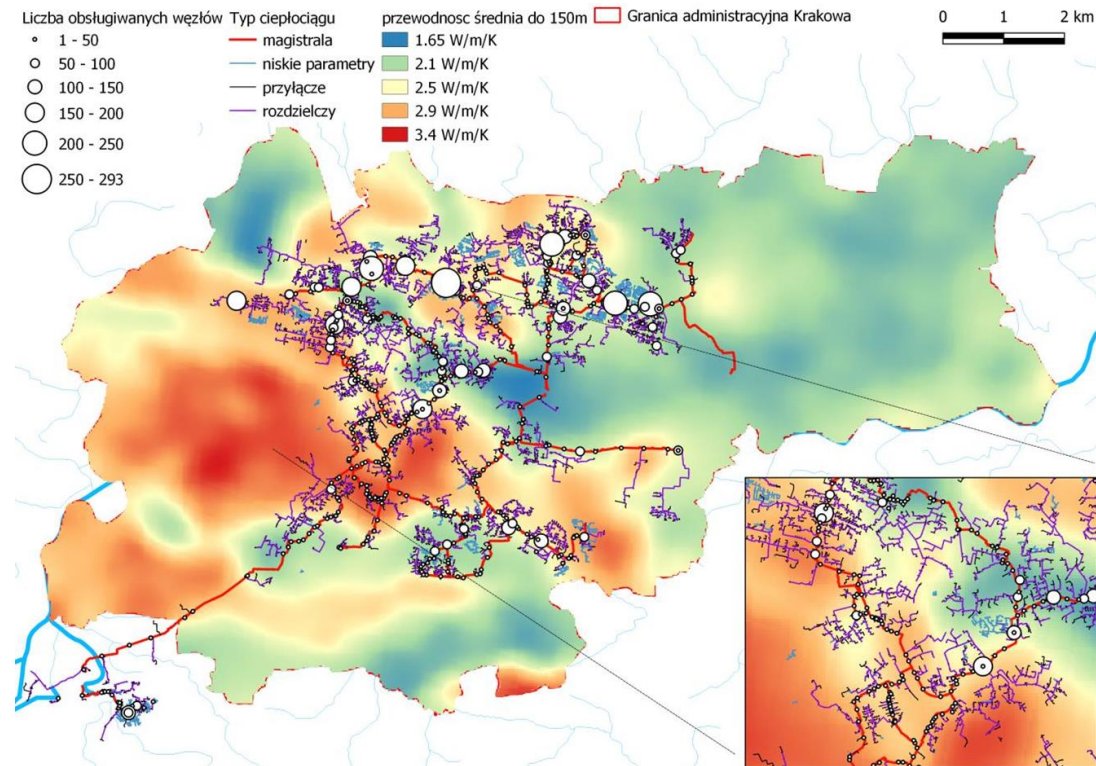 Liczba obsługiwanych węzłów
1 - 50
50 - 100
100 - 150
150 - 200
200 - 250
250 - 293
Typ ciepłociągu
magistrala
niskie parametry
przyłącze
rozdzielczy
przewodnosc średnia do 150m
1.65 W/m/K
2.1 W/m/K
2.5 W/m/K
2.9 W/m/K
3.4 W/m/K
Granica administracyjna Krakowa
0 1 2 km